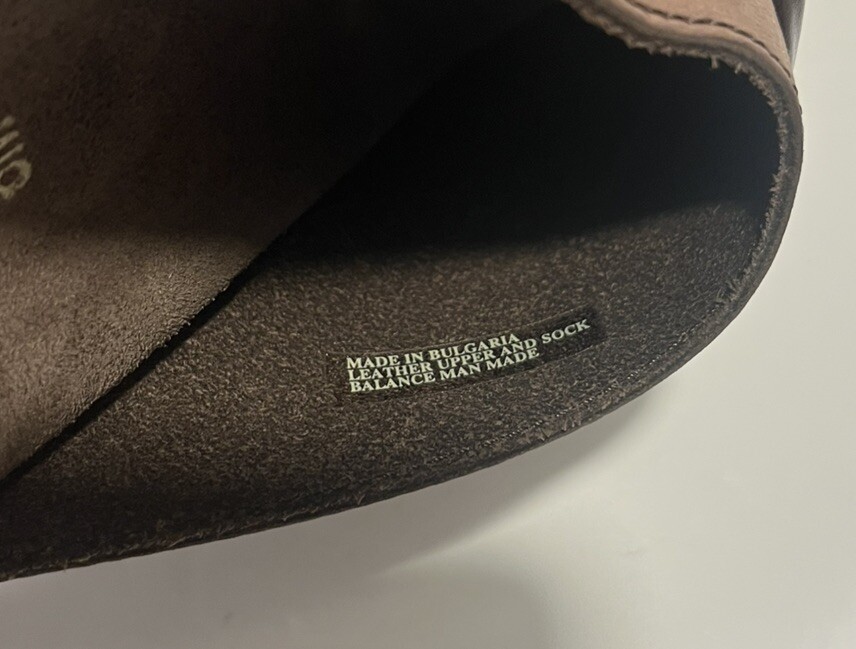 MADE IN BULGARIA
LEATHER UPPER AND SOCK
BALANCE MAN MADE